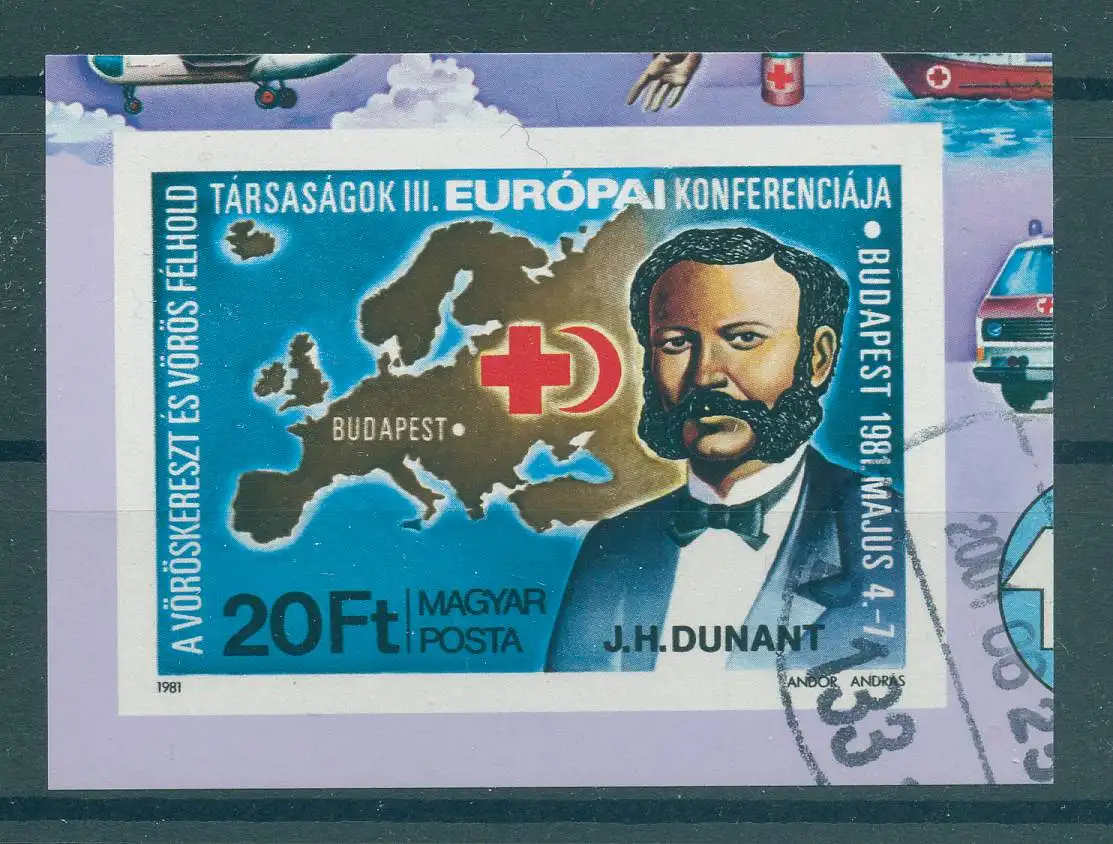 A VÖRÖSKERESZT ÉS VÖRÖS FÉLHOLD
TÁRSASÁGOK III. EURÓPAI KONFERENCIÁJA
• BUDAPEST 1981. MÁJUS 4.-7.
BUDAPEST
20Ft
MAGYAR
POSTA
J.H.DUNANT
1981
ANDOR ANDRÁS
133